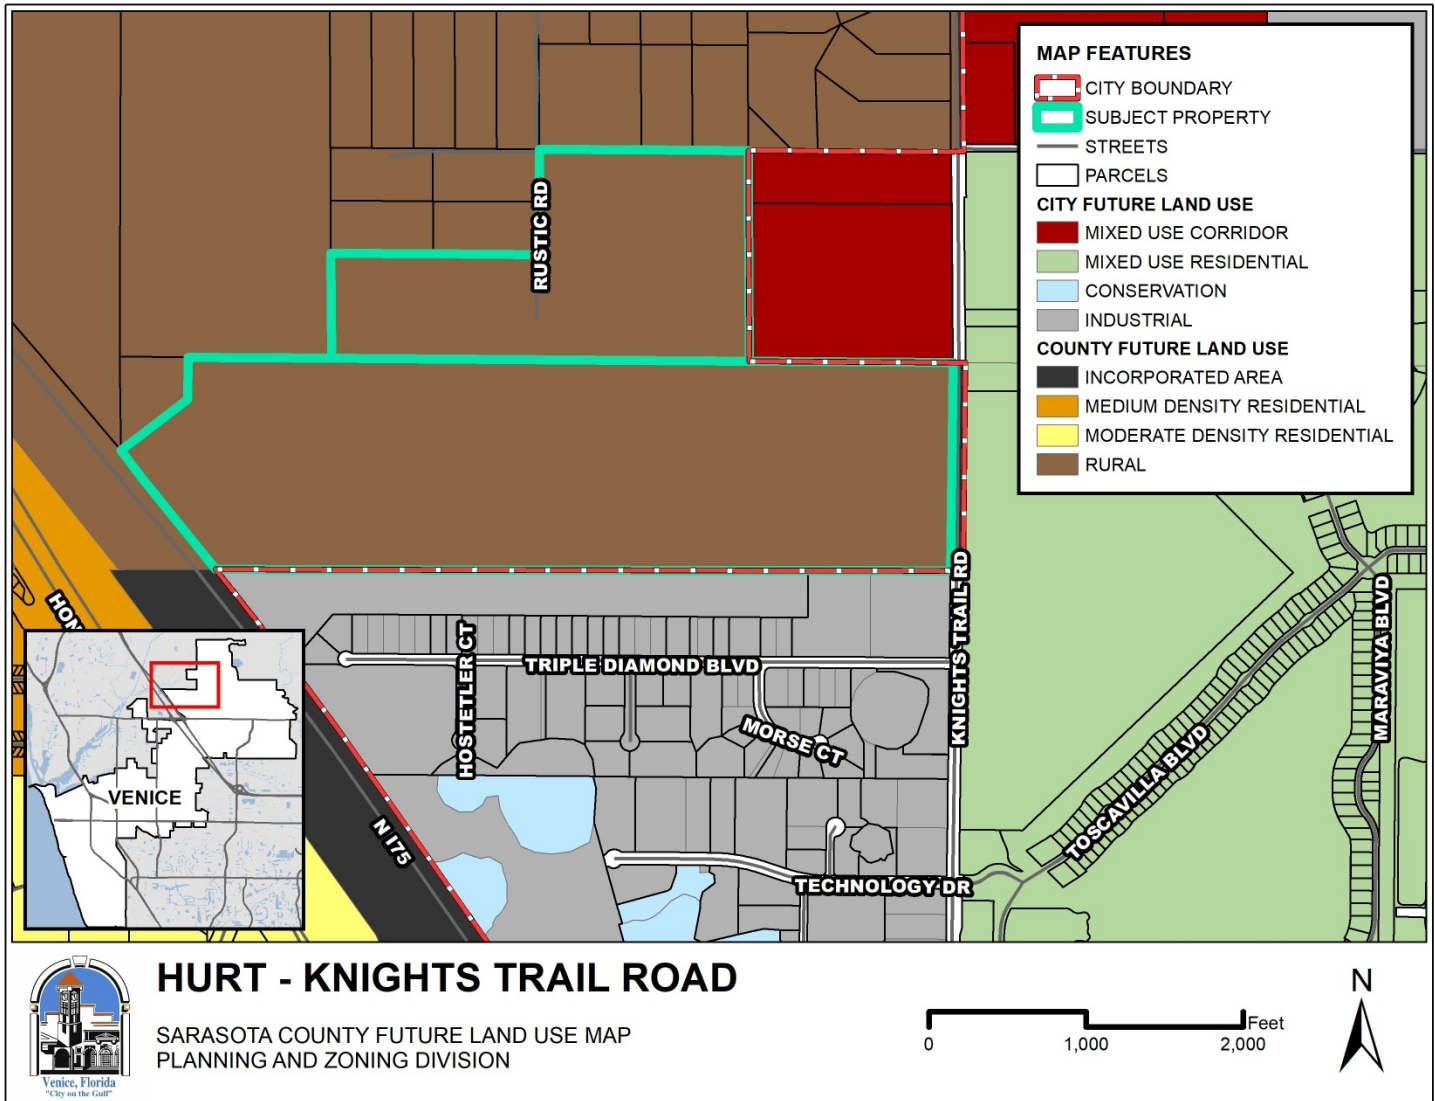 MAP FEATURES
CITY BOUNDARY
SUBJECT PROPERTY
STREETS
PARCELS
CITY FUTURE LAND USE
MIXED USE CORRIDOR
MIXED USE RESIDENTIAL
CONSERVATION
INDUSTRIAL
COUNTY FUTURE LAND USE
INCORPORATED AREA
MEDIUM DENSITY RESIDENTIAL
MODERATE DENSITY RESIDENTIAL
RURAL
RUSTIC RD
KNIGHTS TRAIL RD
HON
HOSTETLER CT
TRIPLE DIAMOND BLVD
MORSE CT
MARAVIYA BLVD
TOSCAVILLA BLVD
N I75
TECHNOLOGY DR
VENICE
HURT - KNIGHTS TRAIL ROAD
SARASOTA COUNTY FUTURE LAND USE MAP
PLANNING AND ZONING DIVISION
Venice, Florida
"City on the Gulf"
Feet
0 1,000 2,000
N